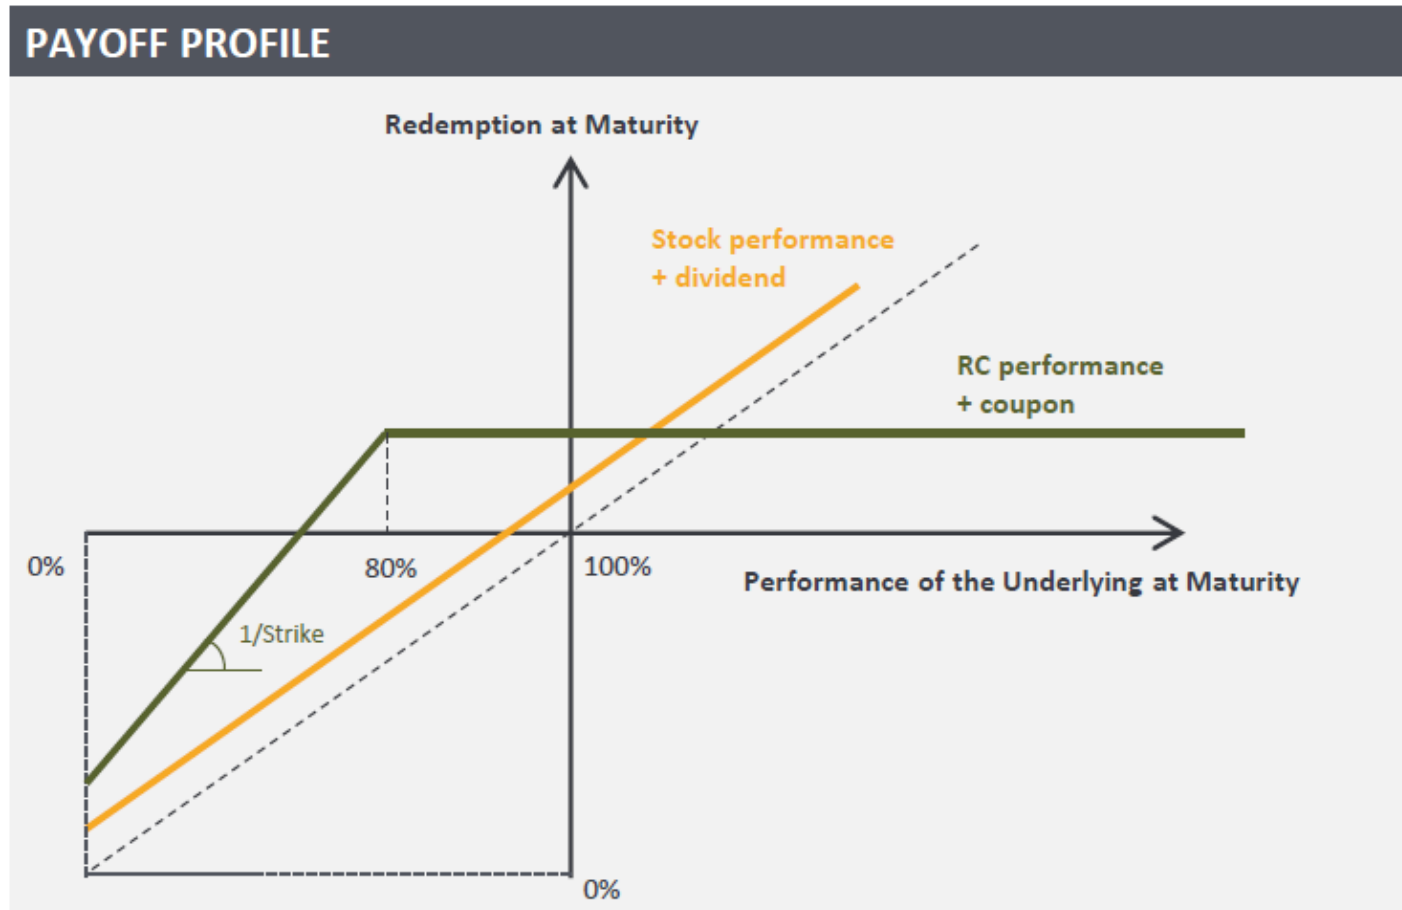 PAYOFF PROFILE
Redemption at Maturity
Stock performance
+ dividend
RC performance
+ coupon
0%
80%
100%
Performance of the Underlying at Maturity
1/Strike
0%